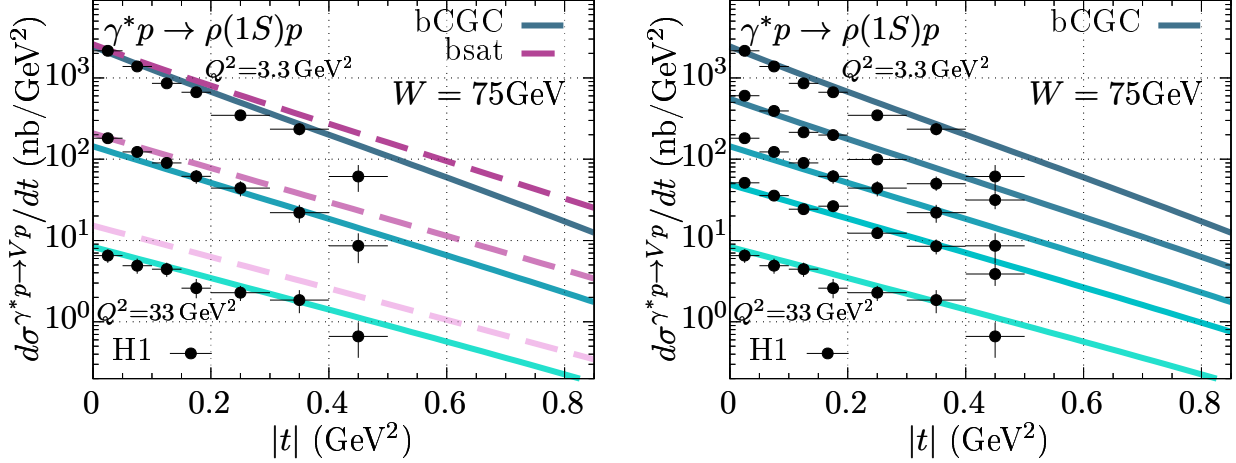 γ*p → ρ(1S)p
bCGC
bsat
Q²=3.3 GeV²
W = 75GeV
dσ^{γ*p→Vp}/dt (nb/GeV²)
10³
10²
10¹
10⁰
Q²=33 GeV²
H1
0 0.2 0.4 0.6 0.8
|t| (GeV²)
γ*p → ρ(1S)p
bCGC
Q²=3.3 GeV²
W = 75GeV
dσ^{γ*p→Vp}/dt (nb/GeV²)
10³
10²
10¹
10⁰
Q²=33 GeV²
H1
0 0.2 0.4 0.6 0.8
|t| (GeV²)